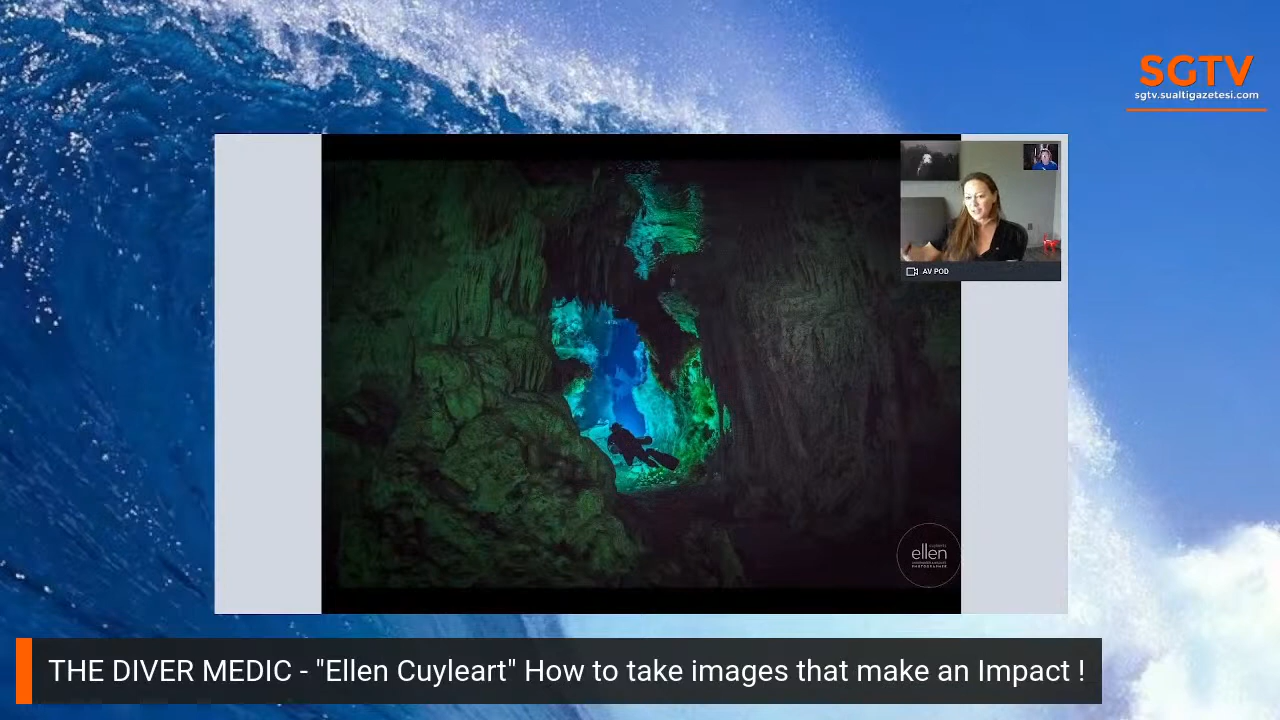 SGTV
sgtv.sualtigazetesi.com
AV POD
ellen
PHOTOGRAPHER
THE DIVER MEDIC - "Ellen Cuyleart" How to take images that make an Impact !